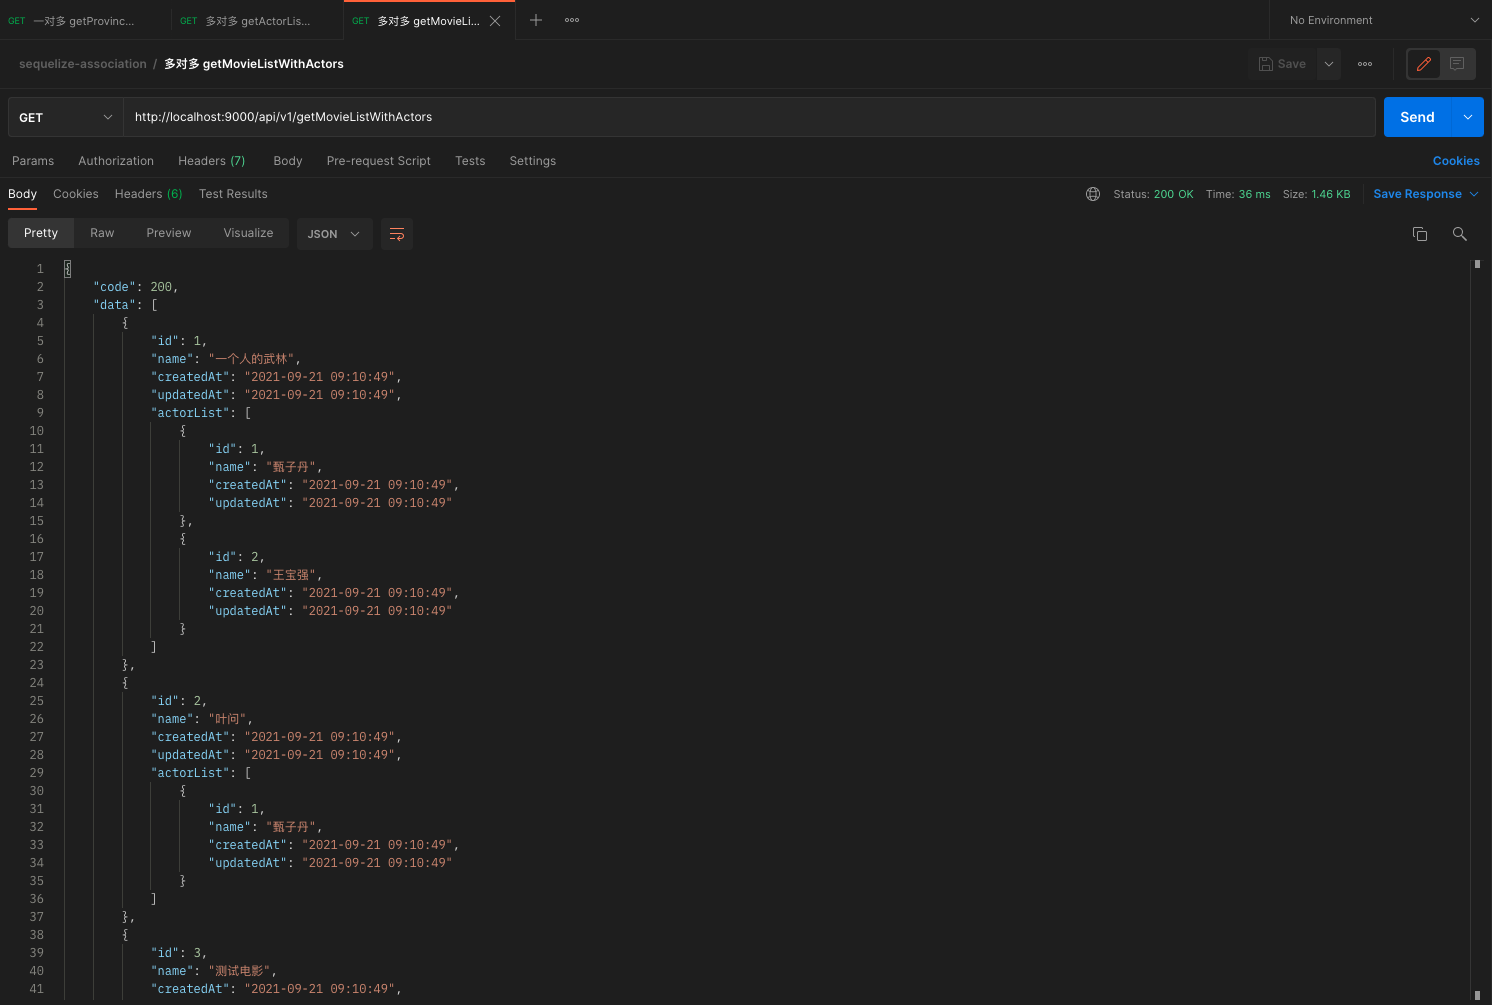 GET 一对多 getProvinc... GET 多对多 getActorLis... GET 多对多 getMovieLi... No Environment
sequelize-association / 多对多 getMovieListWithActors Save
GET http://localhost:9000/api/v1/getMovieListWithActors Send
Params Authorization Headers (7) Body Pre-request Script Tests Settings Cookies
Body Cookies Headers (6) Test Results Status: 200 OK Time: 36 ms Size: 1.46 KB Save Response
Pretty Raw Preview Visualize JSON
1 {
2 "code": 200,
3 "data": [
4 {
5 "id": 1,
6 "name": "一个人的武林",
7 "createdAt": "2021-09-21 09:10:49",
8 "updatedAt": "2021-09-21 09:10:49",
9 "actorList": [
10 {
11 "id": 1,
12 "name": "甄子丹",
13 "createdAt": "2021-09-21 09:10:49",
14 "updatedAt": "2021-09-21 09:10:49"
15 },
16 {
17 "id": 2,
18 "name": "王宝强",
19 "createdAt": "2021-09-21 09:10:49",
20 "updatedAt": "2021-09-21 09:10:49"
21 }
22 ]
23 },
24 {
25 "id": 2,
26 "name": "叶问",
27 "createdAt": "2021-09-21 09:10:49",
28 "updatedAt": "2021-09-21 09:10:49",
29 "actorList": [
30 {
31 "id": 1,
32 "name": "甄子丹",
33 "createdAt": "2021-09-21 09:10:49",
34 "updatedAt": "2021-09-21 09:10:49"
35 }
36 ]
37 },
38 {
39 "id": 3,
40 "name": "测试电影",
41 "createdAt": "2021-09-21 09:10:49",